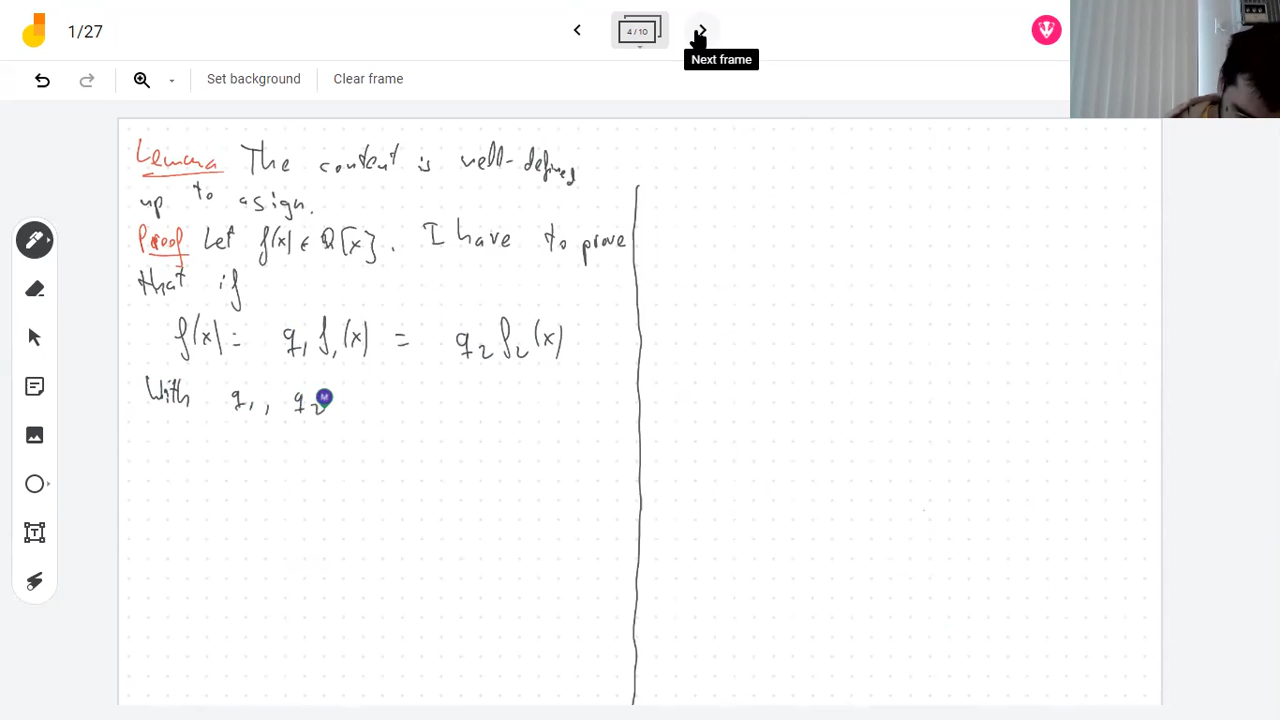 1/27
4 / 10
Next frame
Set background
Clear frame
Lemma The content is well-defined
up to a sign.
Proof Let f(x) ∈ Q[x]. I have to prove
that if
f(x) = q₁ f₁(x) = q₂ f₂(x)
With q₁, q₂
M
T